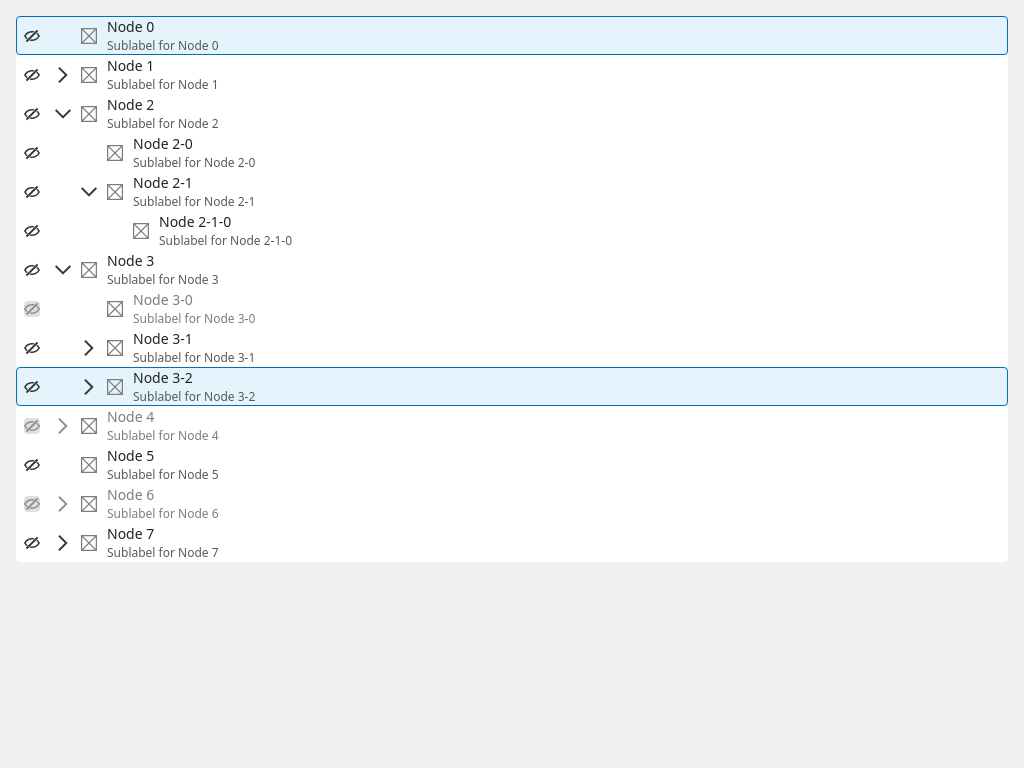 Node 0
Sublabel for Node 0
Node 1
Sublabel for Node 1
Node 2
Sublabel for Node 2
Node 2-0
Sublabel for Node 2-0
Node 2-1
Sublabel for Node 2-1
Node 2-1-0
Sublabel for Node 2-1-0
Node 3
Sublabel for Node 3
Node 3-0
Sublabel for Node 3-0
Node 3-1
Sublabel for Node 3-1
Node 3-2
Sublabel for Node 3-2
Node 4
Sublabel for Node 4
Node 5
Sublabel for Node 5
Node 6
Sublabel for Node 6
Node 7
Sublabel for Node 7